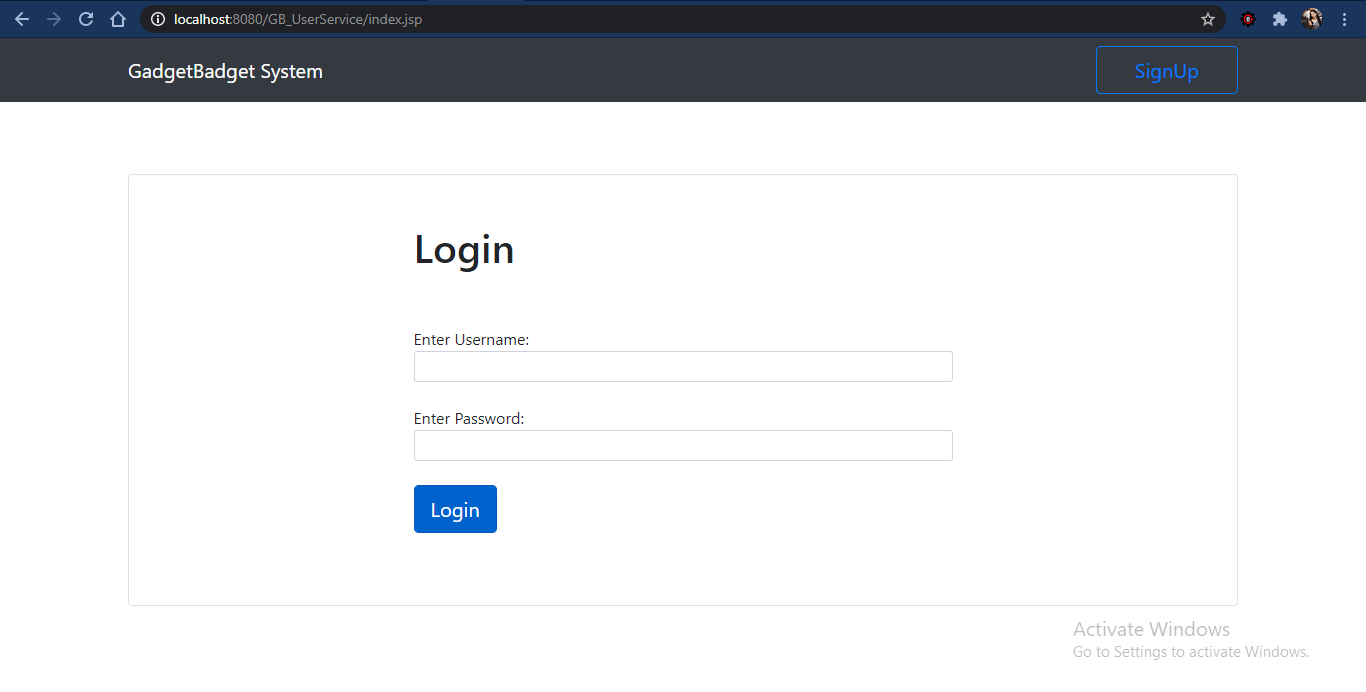 localhost:8080/GB_UserService/index.jsp
GadgetBadget System
SignUp
Login
Enter Username:
Enter Password:
Login
Activate Windows
Go to Settings to activate Windows.